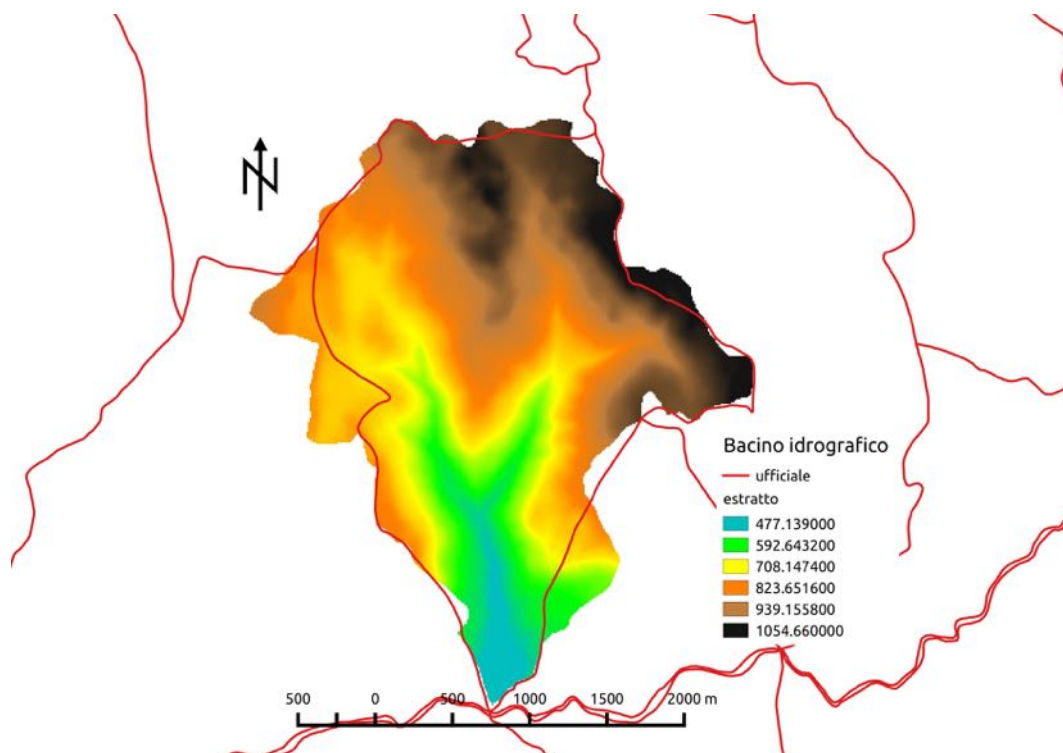 N
Bacino idrografico
ufficiale
estratto
477.139000
592.643200
708.147400
823.651600
939.155800
1054.660000
500 0 500 1000 1500 2000 m